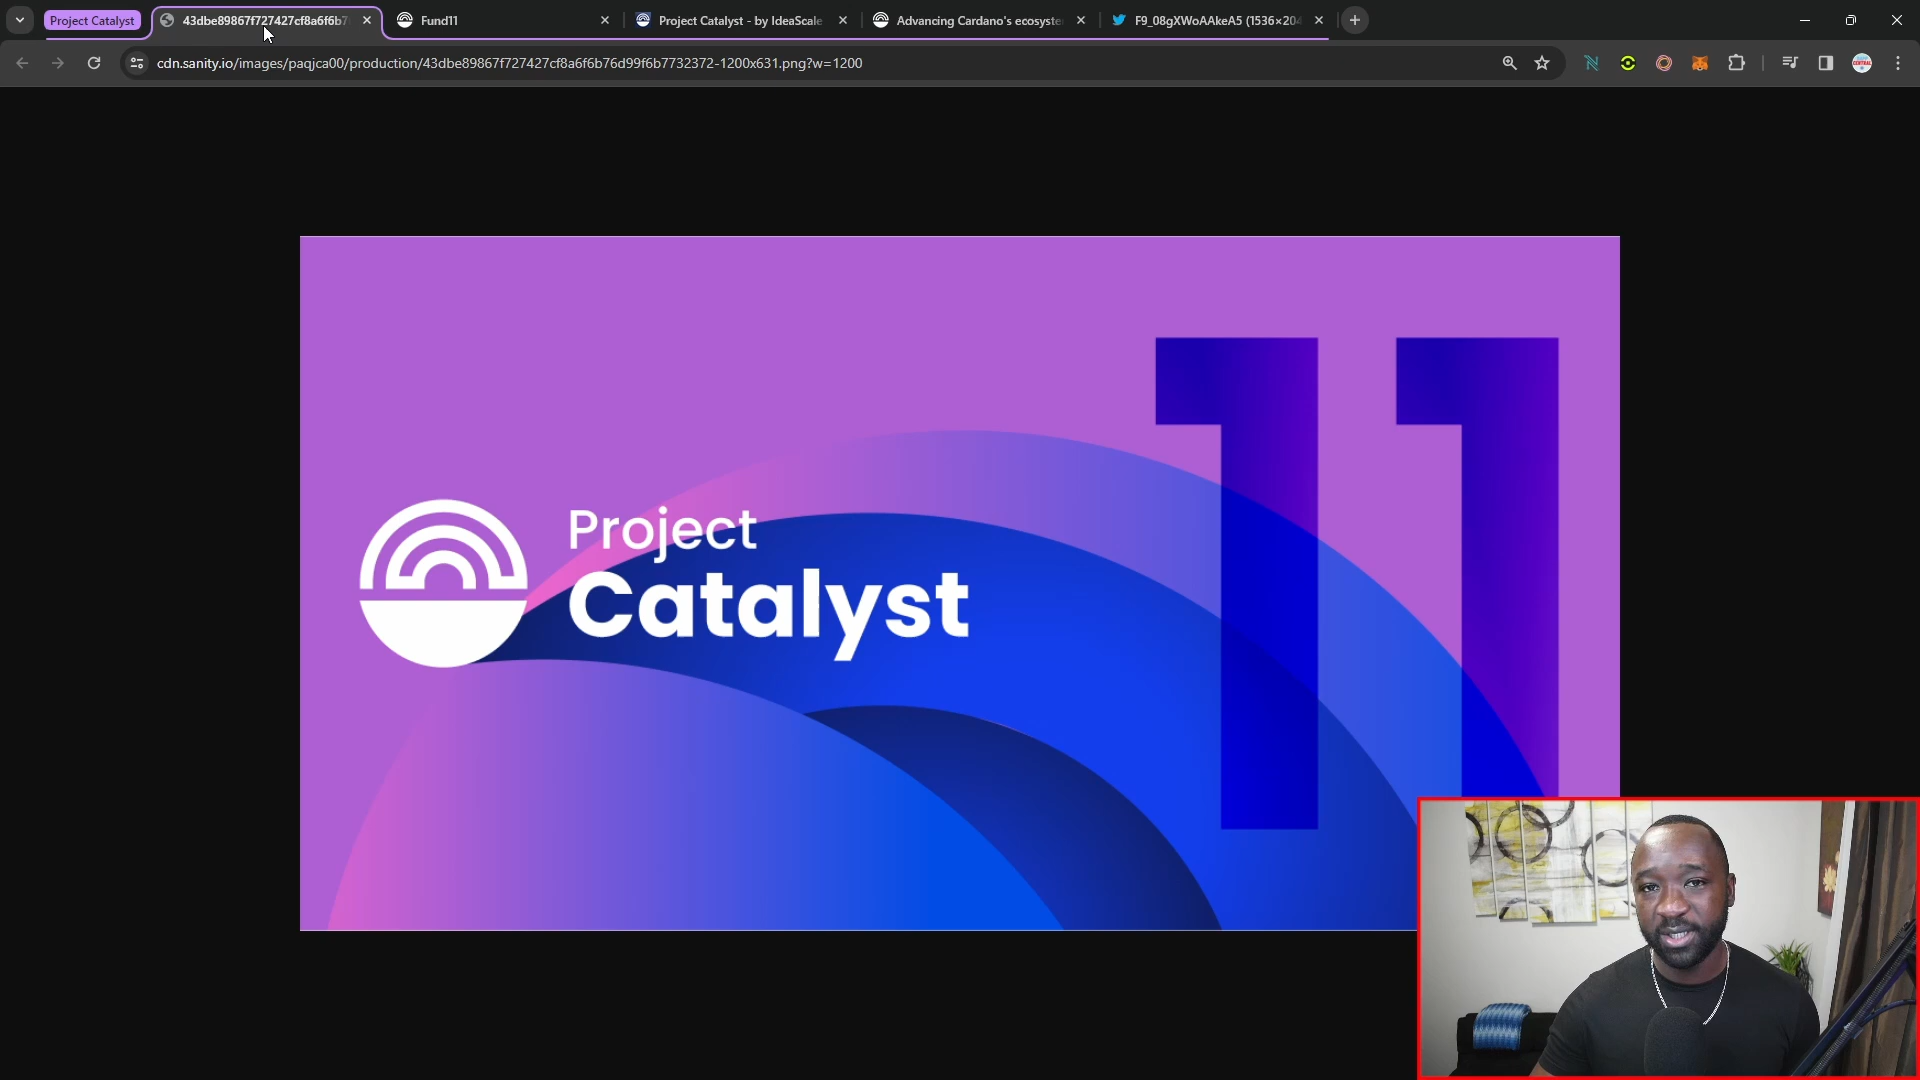 Project Catalyst
43dbe89867f727427cf8a6f6b7
Fund11
Project Catalyst - by IdeaScale
Advancing Cardano's ecosyste
F9_08gXWoAAkeA5 (1536×204
cdn.sanity.io/images/paqjca00/production/43dbe89867f727427cf8a6f6b76d99f6b7732372-1200x631.png?w=1200
11
Project
Catalyst